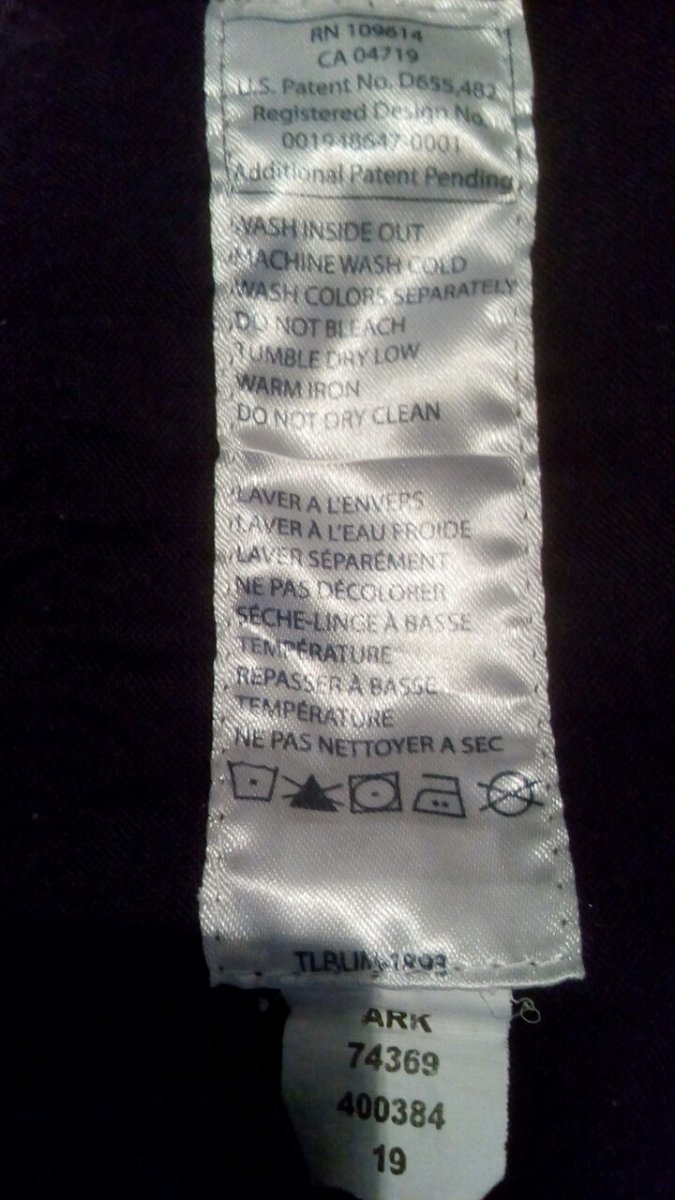 RN 109614
CA 04719
U.S. Patent No. D655,482
Registered Design No.
001948647-0001
Additional Patent Pending
WASH INSIDE OUT
MACHINE WASH COLD
WASH COLORS SEPARATELY
DO NOT BLEACH
TUMBLE DRY LOW
WARM IRON
DO NOT DRY CLEAN
LAVER A L'ENVERS
LAVER À L'EAU FROIDE
LAVER SÉPARÉMENT
NE PAS DÉCOLORER
SÉCHE-LINGE À BASSE
TEMPÉRATURE
REPASSER À BASSE
TEMPÉRATURE
NE PAS NETTOYER A SEC
ARK
74369
400384
19